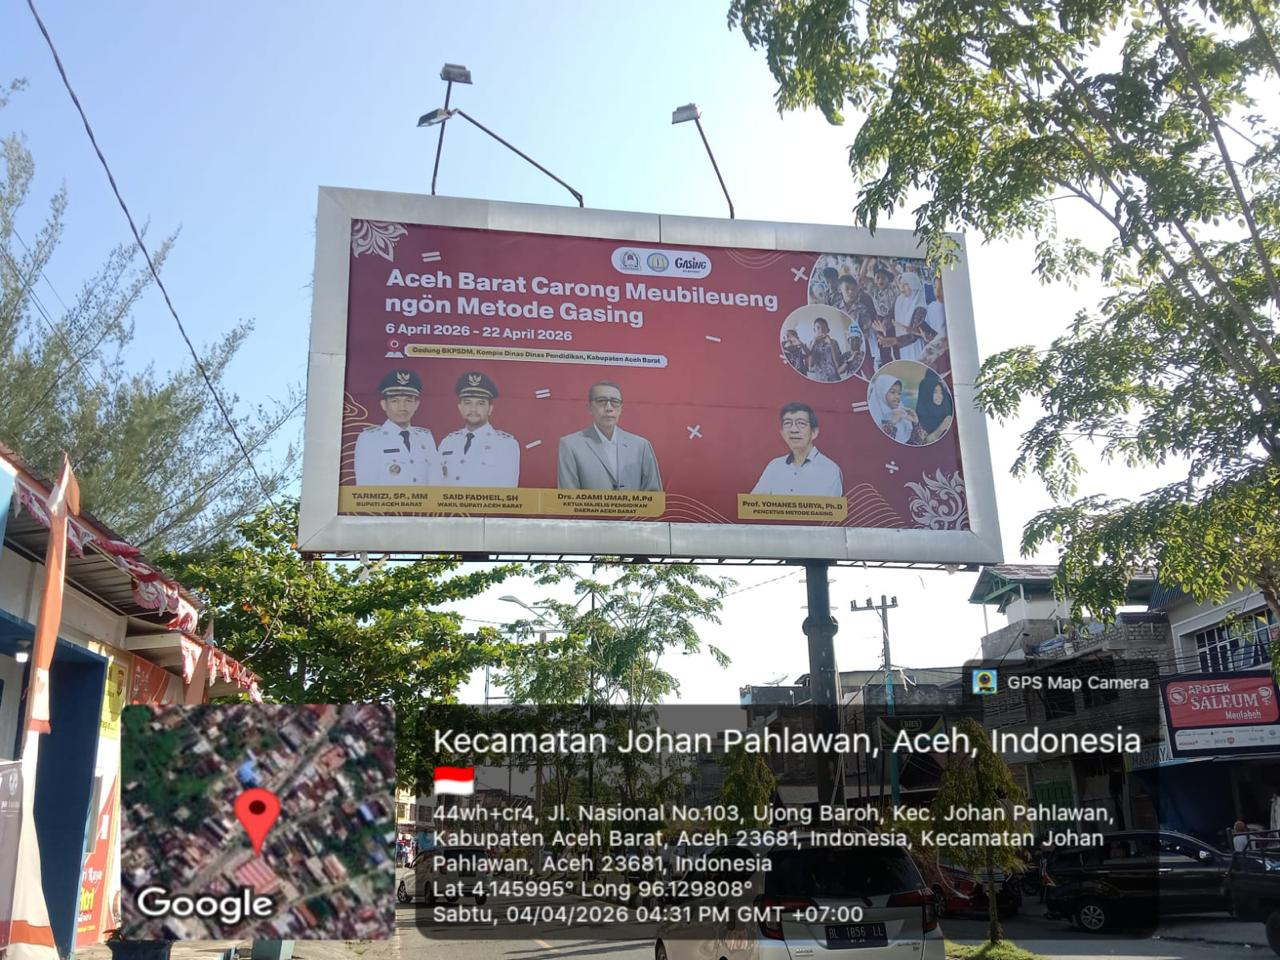 GASING
Aceh Barat Carong Meubileueng
ngön Metode Gasing
6 April 2026 - 22 April 2026
Gedung BKPSDM, Komple Dinas Dinas Pendidikan, Kabupaten Aceh Barat
TARMIZI, SP., MM
BUPATI ACEH BARAT
SAID FADHEIL, SH
WAKIL BUPATI ACEH BARAT
Drs. ADAMI UMAR, M.Pd
KETUA MAJELIS PENDIDIKAN
DAERAH ACEH BARAT
Prof. YOHANES SURYA, Ph.D
PENCETUS METODE GASING
APOTEK
SALEUM
Meulaboh
GPS Map Camera
Kecamatan Johan Pahlawan, Aceh, Indonesia
44wh+cr4, Jl. Nasional No.103, Ujong Baroh, Kec. Johan Pahlawan,
Kabupaten Aceh Barat, Aceh 23681, Indonesia, Kecamatan Johan
Pahlawan, Aceh 23681, Indonesia
Lat 4.145995° Long 96.129808°
Sabtu, 04/04/2026 04:31 PM GMT +07:00
Google
BL 1856 LL